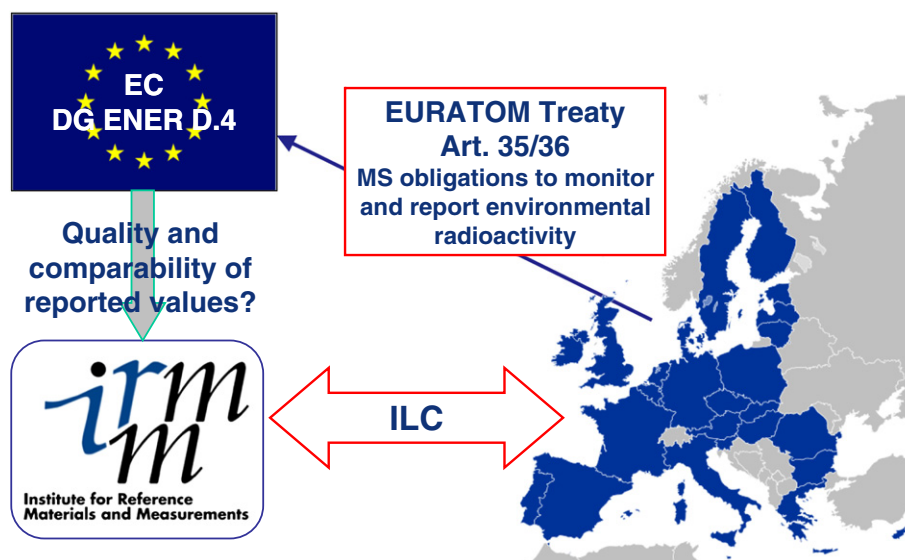 EC
DG ENER D.4
EURATOM Treaty
Art. 35/36
MS obligations to monitor
and report environmental
radioactivity
Quality and
comparability of
reported values?
irmm
Institute for Reference
Materials and Measurements
ILC